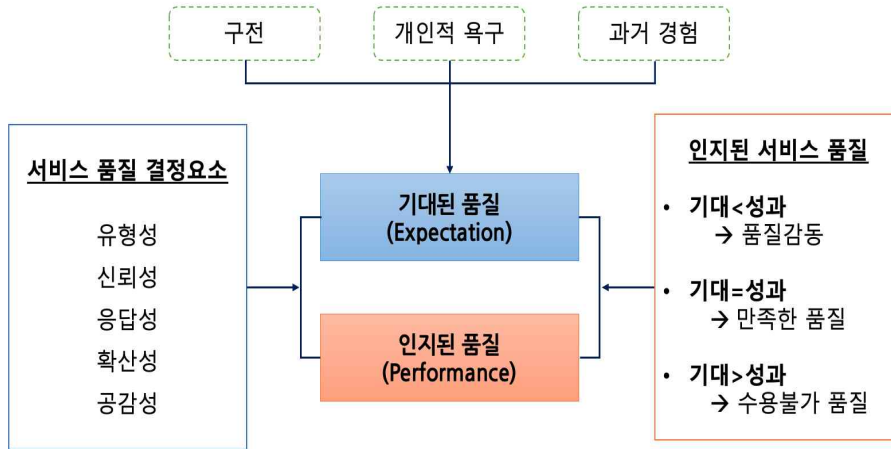 구전
개인적 욕구
과거 경험
서비스 품질 결정요소
유형성
신뢰성
응답성
확산성
공감성
기대된 품질
(Expectation)
인지된 품질
(Performance)
인지된 서비스 품질
• 기대<성과
→ 품질감동
• 기대=성과
→ 만족한 품질
• 기대>성과
→ 수용불가 품질